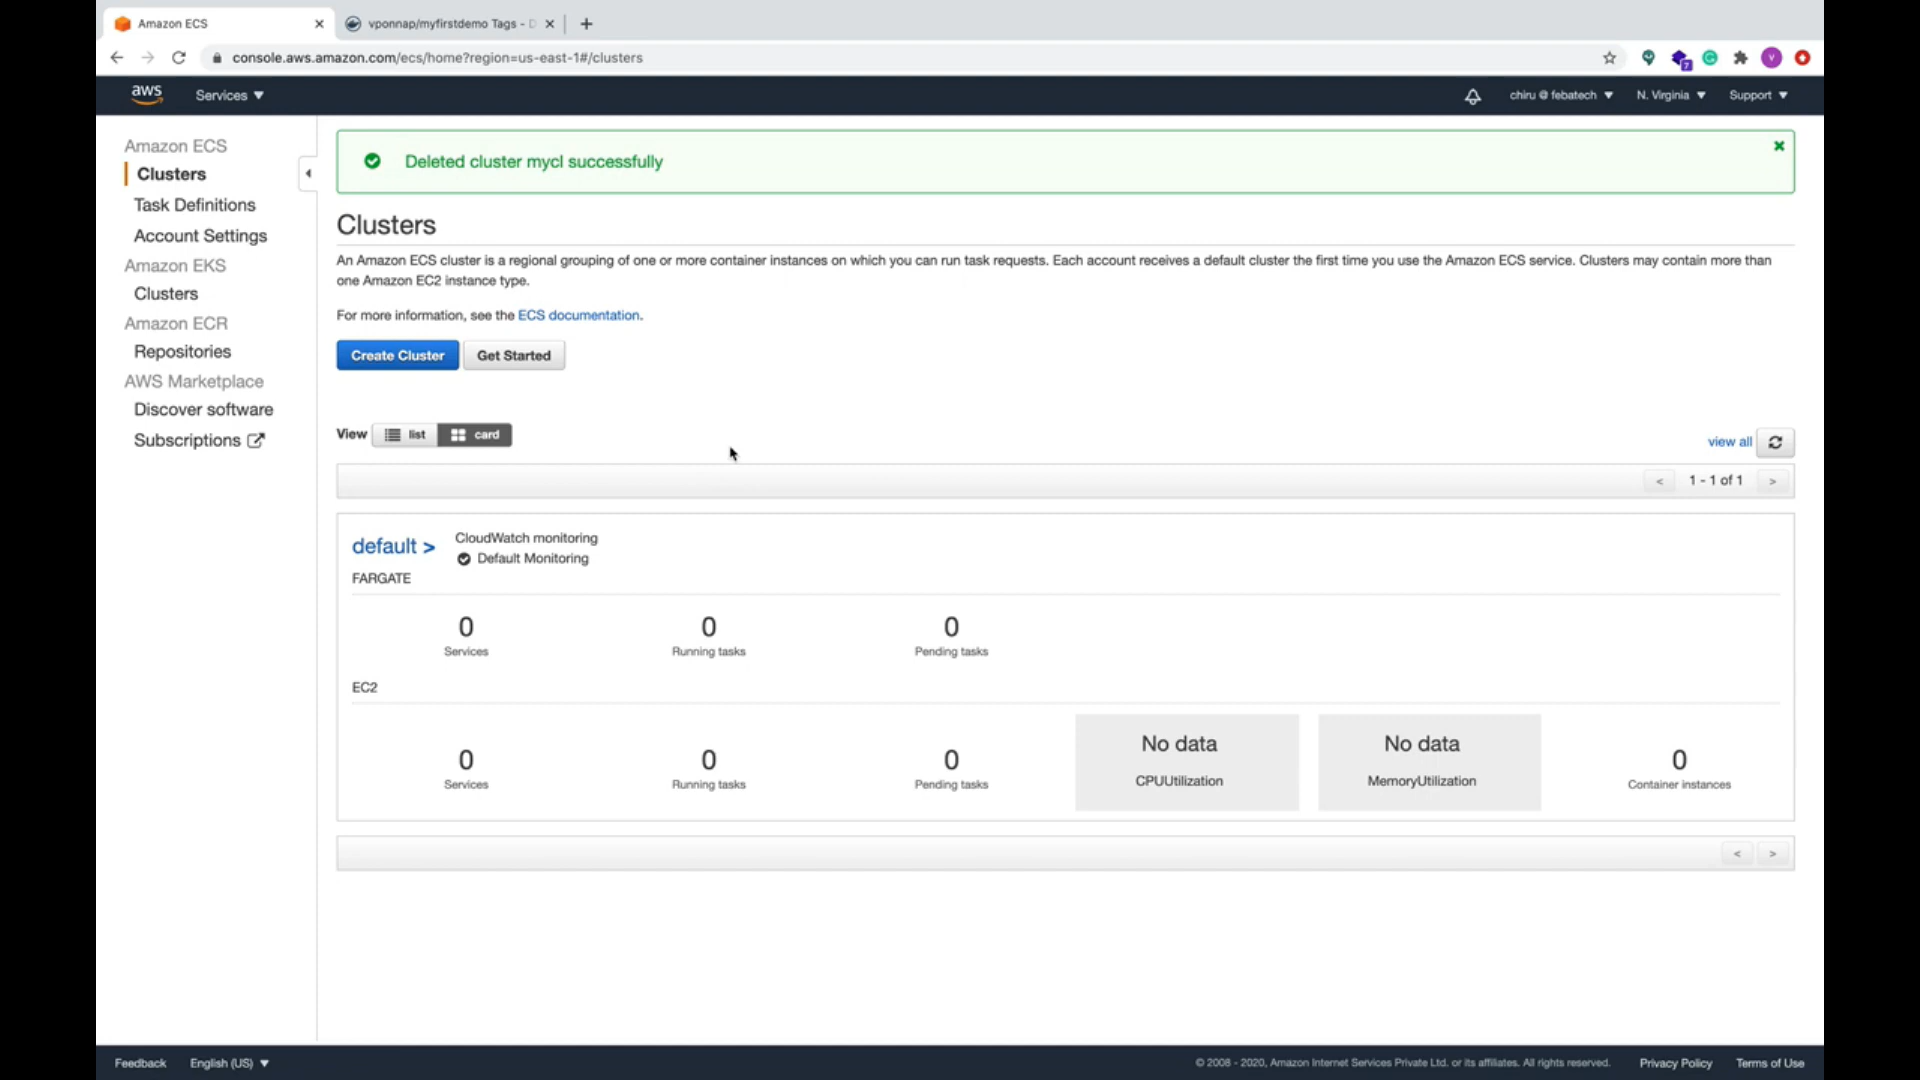 Amazon ECS
vponnap/myfirstdemo Tags - D
console.aws.amazon.com/ecs/home?region=us-east-1#/clusters
7
V
aws
Services
chiru @ febatech
N. Virginia
Support
Amazon ECS
Clusters
Task Definitions
Account Settings
Amazon EKS
Clusters
Amazon ECR
Repositories
AWS Marketplace
Discover software
Subscriptions
Deleted cluster mycl successfully
Clusters
An Amazon ECS cluster is a regional grouping of one or more container instances on which you can run task requests. Each account receives a default cluster the first time you use the Amazon ECS service. Clusters may contain more than
one Amazon EC2 instance type.
For more information, see the ECS documentation.
Create Cluster
Get Started
View
list
card
view all
< 1 - 1 of 1 >
default >
CloudWatch monitoring
Default Monitoring
FARGATE
0
0
0
Services
Running tasks
Pending tasks
EC2
0
0
0
No data
No data
0
Services
Running tasks
Pending tasks
CPUUtilization
MemoryUtilization
Container instances
< >
Feedback
English (US)
© 2008 - 2020, Amazon Internet Services Private Ltd. or its affiliates. All rights reserved.
Privacy Policy
Terms of Use